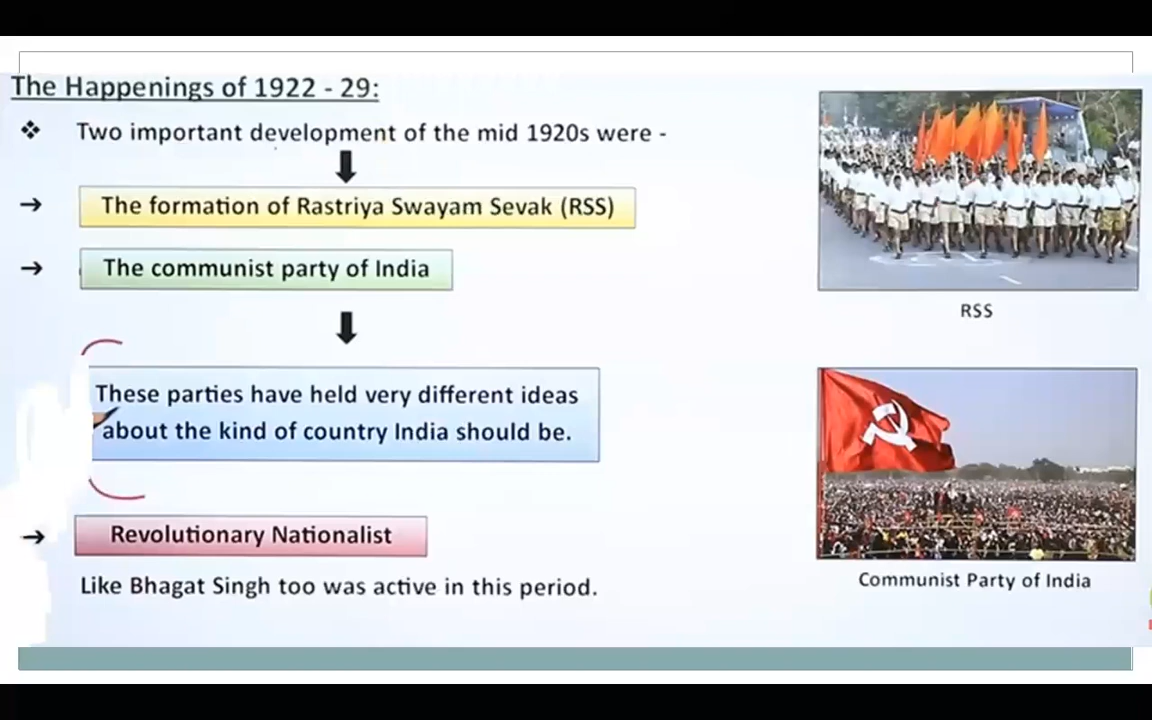 The Happenings of 1922 - 29:
❖ Two important development of the mid 1920s were -
→ The formation of Rastriya Swayam Sevak (RSS)
→ The communist party of India
These parties have held very different ideas
about the kind of country India should be.
→ Revolutionary Nationalist
Like Bhagat Singh too was active in this period.
RSS
Communist Party of India